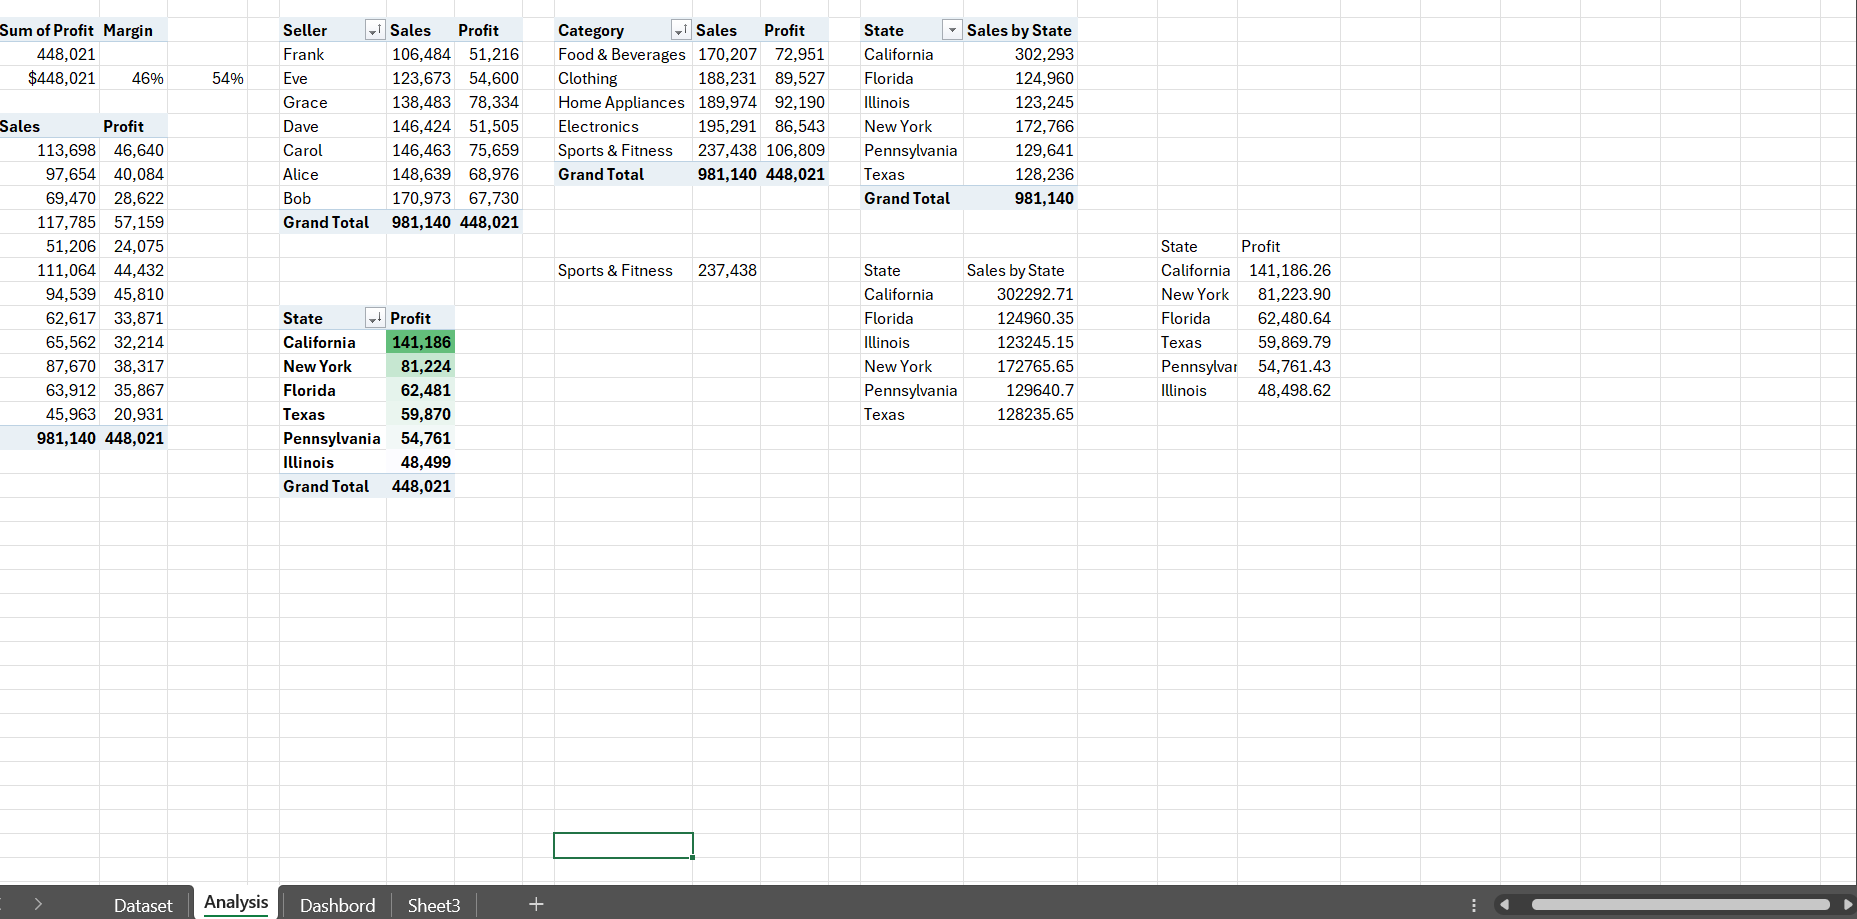 Sum of Profit Margin Seller Sales Profit Category Sales Profit State Sales by State
448,021 Frank 106,484 51,216 Food & Beverages 170,207 72,951 California 302,293
$448,021 46% 54% Eve 123,673 54,600 Clothing 188,231 89,527 Florida 124,960
Grace 138,483 78,334 Home Appliances 189,974 92,190 Illinois 123,245
Sales Profit Dave 146,424 51,505 Electronics 195,291 86,543 New York 172,766
113,698 46,640 Carol 146,463 75,659 Sports & Fitness 237,438 106,809 Pennsylvania 129,641
97,654 40,084 Alice 148,639 68,976 Grand Total 981,140 448,021 Texas 128,236
69,470 28,622 Bob 170,973 67,730 Grand Total 981,140
117,785 57,159 Grand Total 981,140 448,021
51,206 24,075 State Profit
111,064 44,432 Sports & Fitness 237,438 State Sales by State California 141,186.26
94,539 45,810 California 302292.71 New York 81,223.90
62,617 33,871 State Profit Florida 124960.35 Florida 62,480.64
65,562 32,214 California 141,186 Illinois 123245.15 Texas 59,869.79
87,670 38,317 New York 81,224 New York 172765.65 Pennsylvar 54,761.43
63,912 35,867 Florida 62,481 Pennsylvania 129640.7 Illinois 48,498.62
45,963 20,931 Texas 59,870 Texas 128235.65
981,140 448,021 Pennsylvania 54,761
Illinois 48,499
Grand Total 448,021
Dataset Analysis Dashbord Sheet3